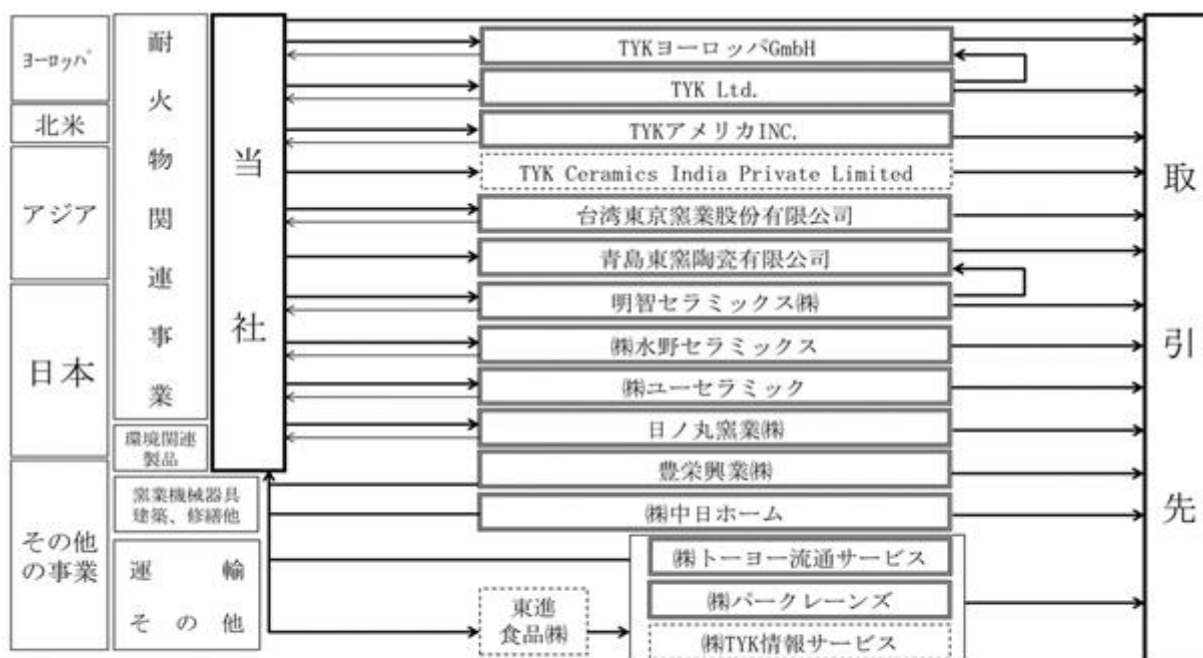 ﾖｰﾛｯﾊﾟ
北米
アジア
日本
その他
の事業
耐火物関連事業
環境関連
製品
窯業機械器具
建築、修繕他
運輸
その他
当社
TYKヨーロッパGmbH
TYK Ltd.
TYKアメリカINC.
TYK Ceramics India Private Limited
台湾東京窯業股份有限公司
青島東窯陶瓷有限公司
明智セラミックス㈱
㈱水野セラミックス
㈱ユーセラミック
日ノ丸窯業㈱
豊栄興業㈱
㈱中日ホーム
㈱トーヨー流通サービス
㈱パークレーンズ
㈱TYK情報サービス
東進
食品㈱
取引先